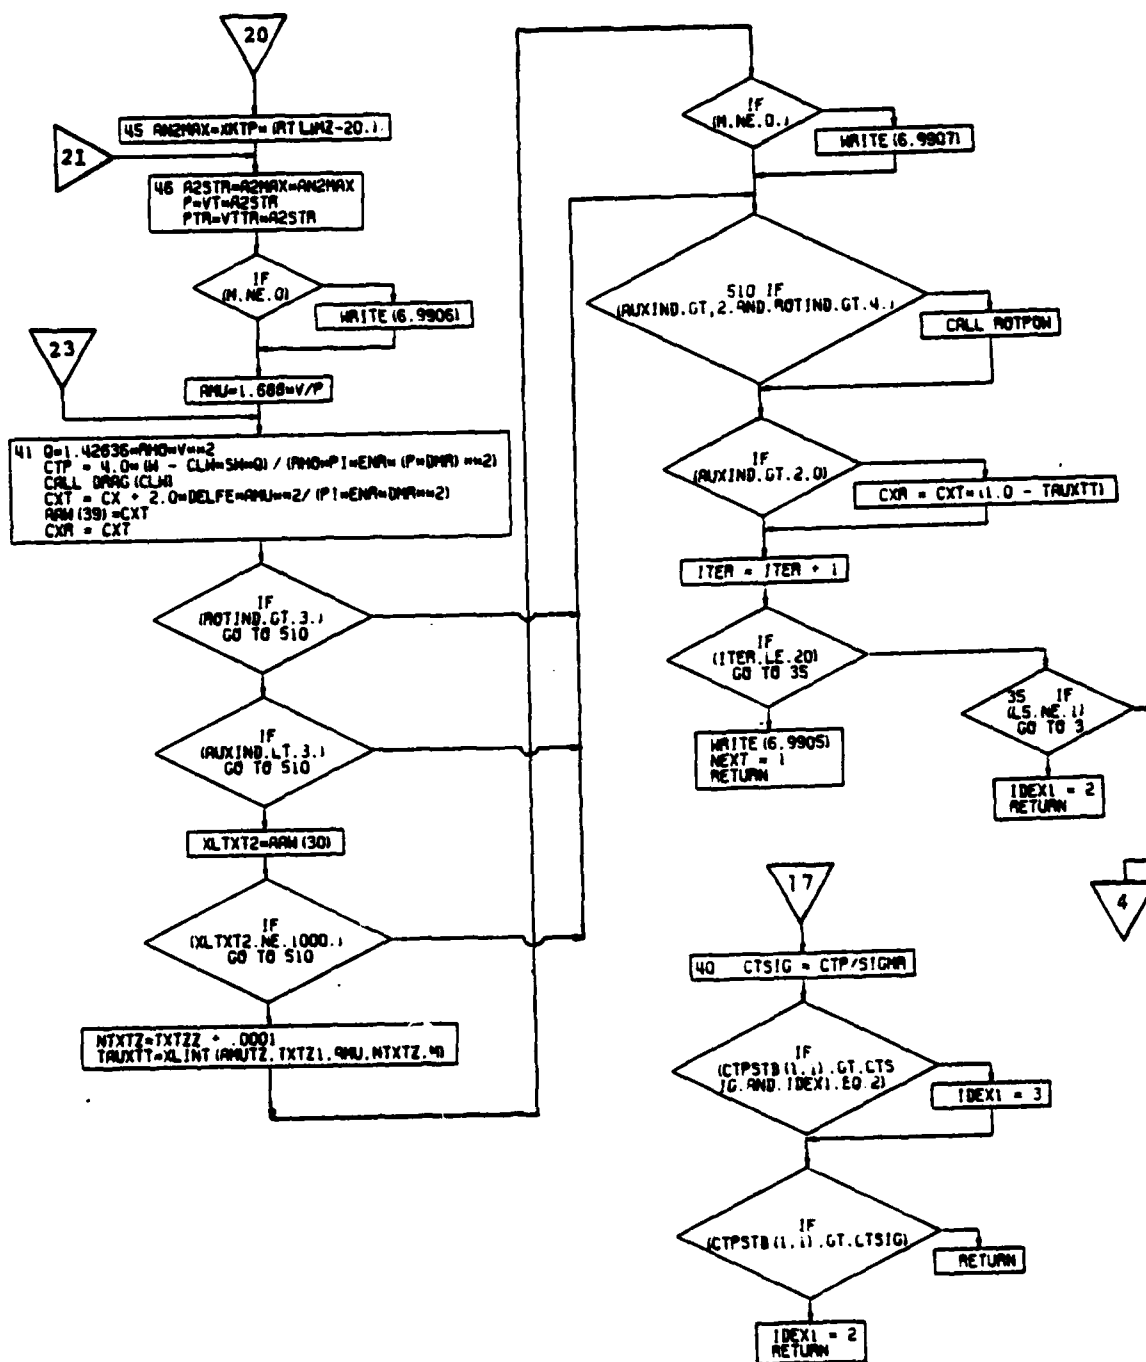 20
45 AN2MAX=XKTP=(RTLIMZ-20.)
21
46 A2STR=A2MAX=AN2MAX
P=VT=A2STR
PTR=VTTR=A2STR
IF
(M.NE.0)
WRITE(6.9906)
23
AMU=1.688=V/P
41 Q=1.42636=RHO=V==2
CTP = 4.0=(W - CLW=SW=Q)/(RHO=PI=ENR=(P=DMR)==2)
CALL DRAG(CLW)
CXT = CX + 2.0=DELFE=AMU==2/(PI=ENR=DMR==2)
AAW(39)=CXT
CXR = CXT
IF
(ROTIND.GT.3.)
GO TO 510
IF
(AUXIND.LT.3.)
GO TO 510
XLTXT2=AAW(30)
IF
(XLTXT2.NE.1000.)
GO TO 510
NTXTZ=TXTZZ + .0001
TAUXTT=XLINT(AMUTZ,TXTZ1,AMU,NTXTZ,M)
IF
(M.NE.0.)
WRITE(6.9907)
510 IF
(AUXIND.GT.2.AND.ROTIND.GT.4.)
CALL ROTPOW
IF
(AUXIND.GT.2.0)
CXR = CXT=(1.0 - TAUXTT)
ITER = ITER + 1
IF
(ITER.LE.20)
GO TO 35
WRITE(6.9905)
NEXT = 1
RETURN
35 IF
(LS.NE.1)
GO TO 3
IDEX1 = 2
RETURN
4
17
40 CTSIG = CTP/SIGMA
IF
(CTPSTB(1,1).GT.CTS
IG.AND.IDEX1.EQ.2)
IDEX1 = 3
IF
(CTPSTB(1,1).GT.CTSIG)
RETURN
IDEX1 = 2
RETURN